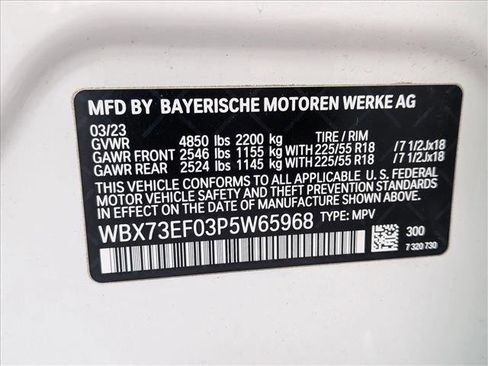 MFD BY BAYERISCHE MOTOREN WERKE AG
03/23
GVWR 4850 lbs 2200 kg TIRE / RIM
GAWR FRONT 2546 lbs 1155 kg WITH 225/55 R18 /7 1/2Jx18
GAWR REAR 2524 lbs 1145 kg WITH 225/55 R18 /7 1/2Jx18
THIS VEHICLE CONFORMS TO ALL APPLICABLE U. S. FEDERAL
MOTOR VEHICLE SAFETY, BUMPER, AND THEFT PREVENTION
STANDARDS IN EFFECT ON THE DATE OF MANUFACTURE SHOWN ABOVE.
WBX73EF03P5W65968 TYPE: MPV
300
7 320 730